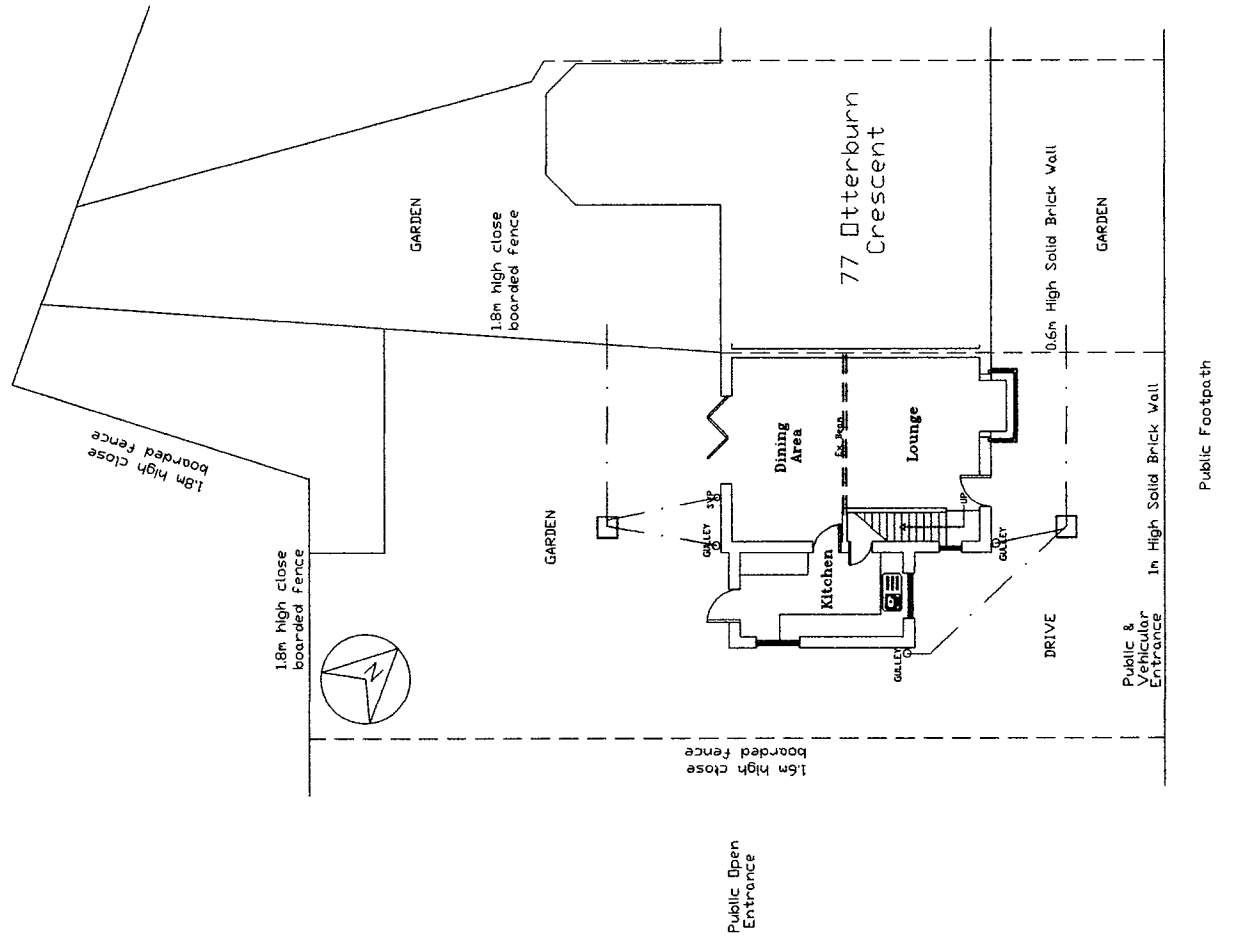 1.8m high close
boarded fence
1.8m high close
boarded fence
GARDEN
1.8m high close
boarded fence
GARDEN
N
77 Otterburn
Crescent
0.6m High Solid Brick Wall
GARDEN
Dining
Area
Ex Beam
Lounge
UP
SVP
GULLEY
Kitchen
GULLEY
GULLEY
DRIVE
1m High Solid Brick Wall
Public Footpath
Public &
Vehicular
Entrance
1.6m high close
boarded fence
Public Open
Entrance